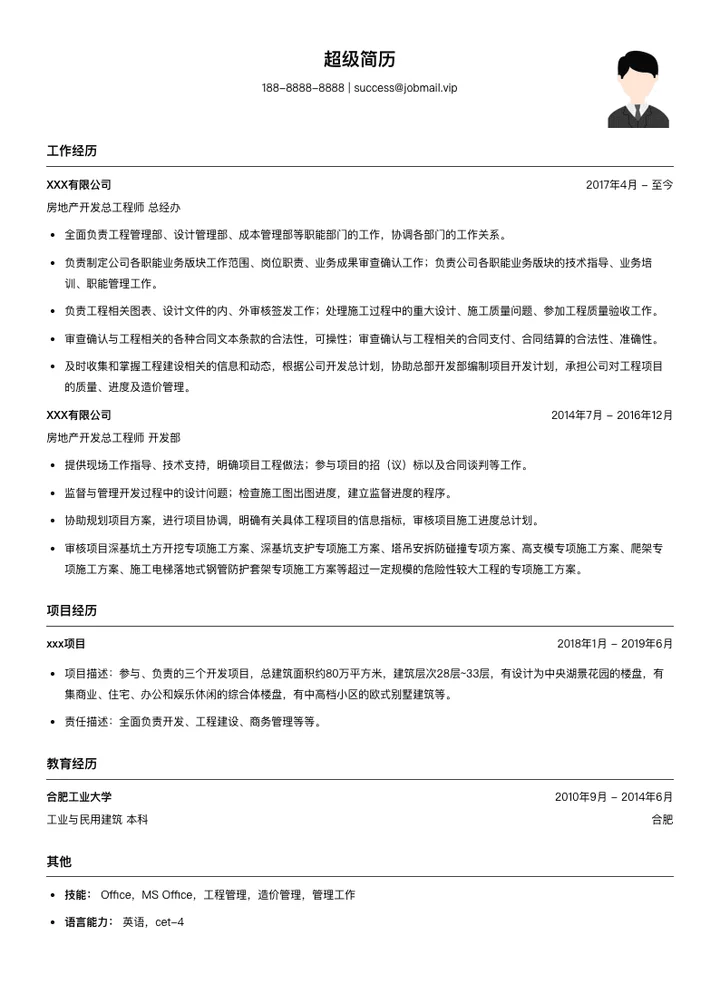 超级简历
188-8888-8888 | success@jobmail.vip
工作经历
XXX有限公司 2017年4月 – 至今
房地产开发总工程师 总经办
• 全面负责工程管理部、设计管理部、成本管理部等职能部门的工作，协调各部门的工作关系。
• 负责制定公司各职能业务版块工作范围、岗位职责、业务成果审查确认工作；负责公司各职能业务版块的技术指导、业务培
训、职能管理工作。
• 负责工程相关图表、设计文件的内、外审核签发工作；处理施工过程中的重大设计、施工质量问题、参加工程质量验收工作。
• 审查确认与工程相关的各种合同文本条款的合法性，可操性；审查确认与工程相关的合同支付、合同结算的合法性、准确性。
• 及时收集和掌握工程建设相关的信息和动态，根据公司开发总计划，协助总部开发部编制项目开发计划，承担公司对工程项目
的质量、进度及造价管理。
XXX有限公司 2014年7月 – 2016年12月
房地产开发总工程师 开发部
• 提供现场工作指导、技术支持，明确项目工程做法；参与项目的招（议）标以及合同谈判等工作。
• 监督与管理开发过程中的设计问题；检查施工图出图进度，建立监督进度的程序。
• 协助规划项目方案，进行项目协调，明确有关具体工程项目的信息指标，审核项目施工进度总计划。
• 审核项目深基坑土方开挖专项施工方案、深基坑支护专项施工方案、塔吊安拆防碰撞专项方案、高支模专项施工方案、爬架专
项施工方案、施工电梯落地式钢管防护套架专项施工方案等超过一定规模的危险性较大工程的专项施工方案。
项目经历
xxx项目 2018年1月 – 2019年6月
• 项目描述：参与、负责的三个开发项目，总建筑面积约80万平方米，建筑层次28层~33层，有设计为中央湖景花园的楼盘，有
集商业、住宅、办公和娱乐休闲的综合体楼盘，有中高档小区的欧式别墅建筑等。
• 责任描述：全面负责开发、工程建设、商务管理等等。
教育经历
合肥工业大学 2010年9月 – 2014年6月
工业与民用建筑 本科 合肥
其他
• 技能： Office，MS Office，工程管理，造价管理，管理工作
• 语言能力： 英语，cet-4